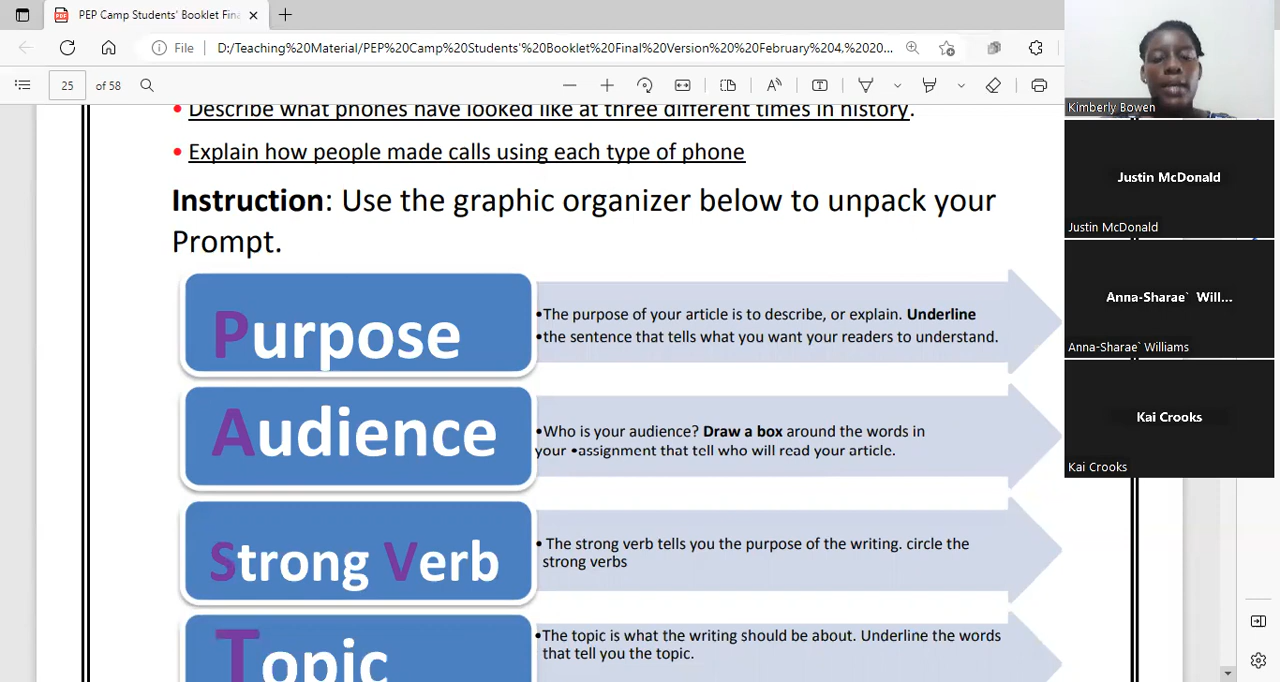 PEP Camp Students' Booklet Fina
File
D:/Teaching%20Material/PEP%20Camp%20Students'%20Booklet%20Final%20Version%20%20February%204.%2020...
25
of 58
• Describe what phones have looked like at three different times in history.
• Explain how people made calls using each type of phone
Instruction: Use the graphic organizer below to unpack your
Prompt.
Purpose
•The purpose of your article is to describe, or explain. Underline
•the sentence that tells what you want your readers to understand.
Audience
•Who is your audience? Draw a box around the words in
your •assignment that tell who will read your article.
Strong Verb
• The strong verb tells you the purpose of the writing. circle the
strong verbs
Topic
•The topic is what the writing should be about. Underline the words
that tell you the topic.
Kimberly Bowen
Justin McDonald
Justin McDonald
Anna-Sharae` Will...
Anna-Sharae` Williams
Kai Crooks
Kai Crooks